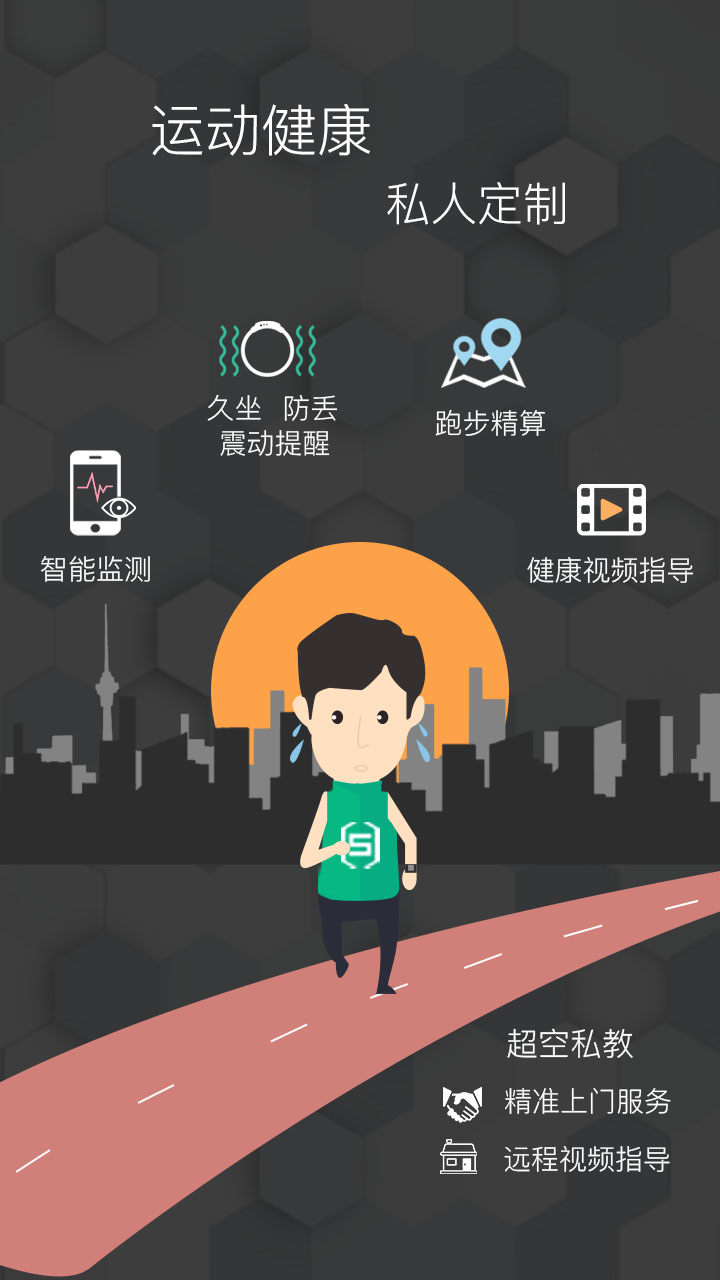 运动健康
私人定制
久坐 防丢
震动提醒
跑步精算
智能监测
健康视频指导
S
超空私教
精准上门服务
远程视频指导